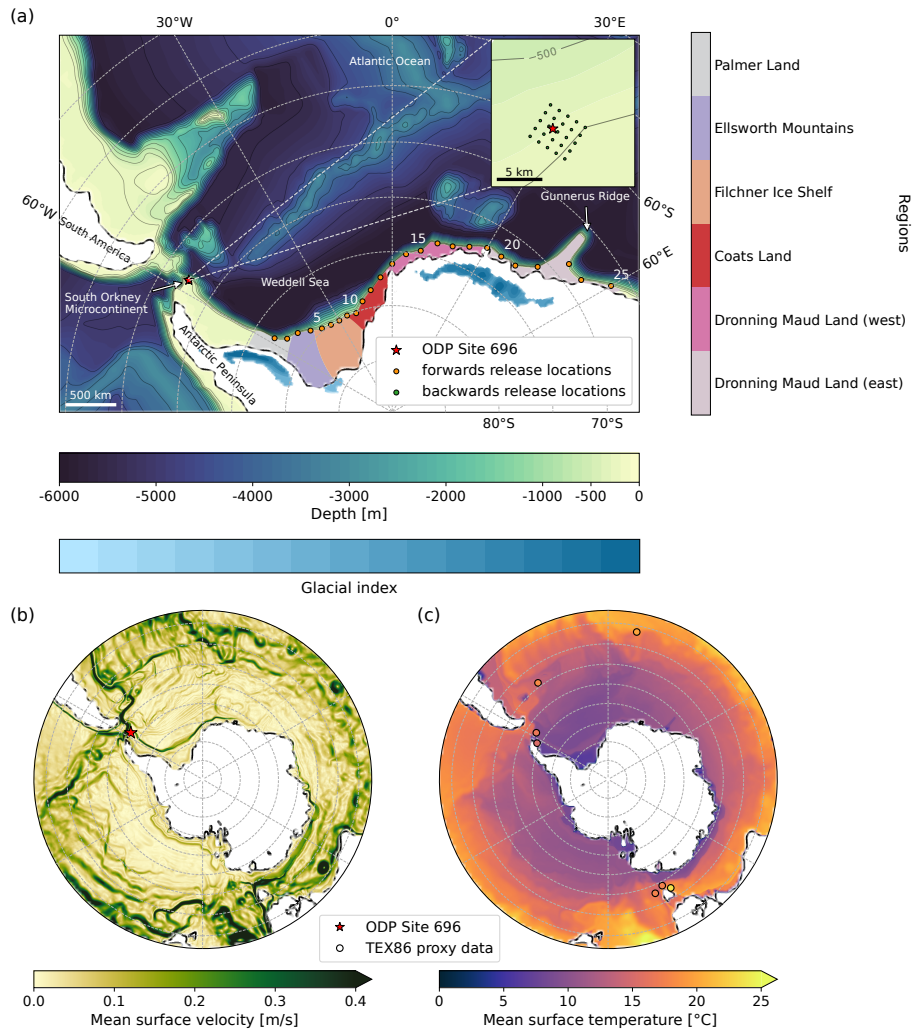 (a)
30°W
0°
30°E
Atlantic Ocean
−500
5 km
Gunnerus Ridge
60°S
60°E
60°W
South America
15
20
25
Weddell Sea
South Orkney
Microcontinent
10
5
Antarctic Peninsula
ODP Site 696
forwards release locations
backwards release locations
500 km
80°S
70°S
Palmer Land
Ellsworth Mountains
Filchner Ice Shelf
Coats Land
Dronning Maud Land (west)
Dronning Maud Land (east)
Regions
-6000
-5000
-4000
-3000
-2000
-1000
-500
0
Depth [m]
Glacial index
(b)
(c)
ODP Site 696
TEX86 proxy data
0.0
0.1
0.2
0.3
0.4
Mean surface velocity [m/s]
0
5
10
15
20
25
Mean surface temperature [°C]